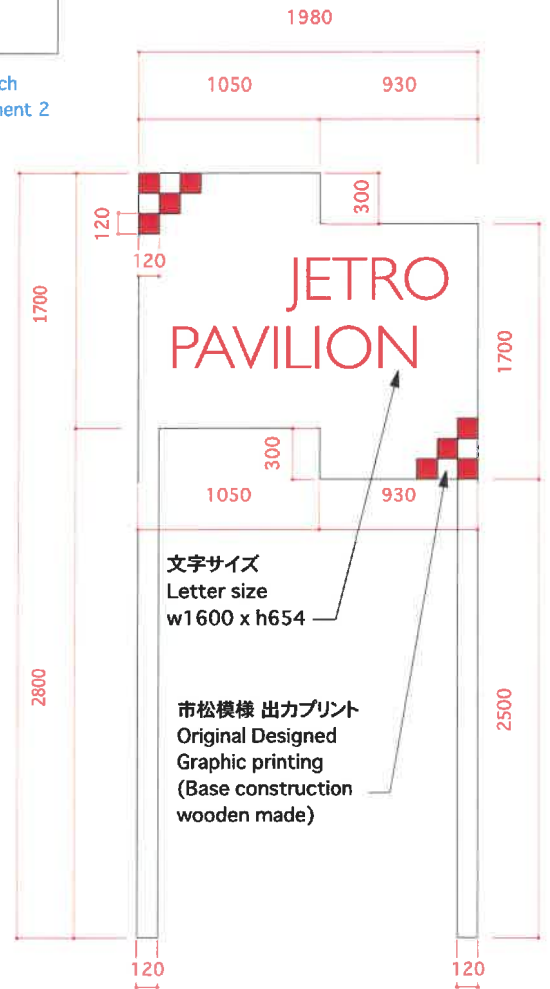 1980
ch
ment 2
1050
930
300
120
120
1700
JETRO
PAVILION
1700
300
1050
930
文字サイズ
Letter size
w1600 x h654
2800
市松模様 出力プリント
Original Designed
Graphic printing
(Base construction
wooden made)
2500
120
120